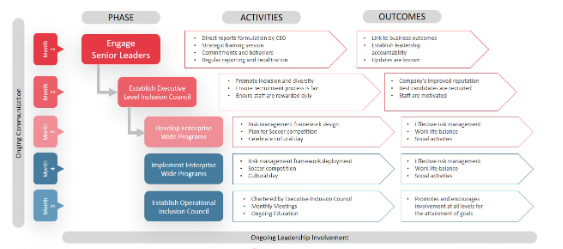 PHASE
ACTIVITIES
OUTCOMES
Month
1
Engage
Senior Leaders
• Direct reports formulation by CEO
• Strategic framing session
• Commitments and behaviors
• Regular reporting and recalibration
• Link to business outcomes
• Establish leadership
accountability
• Updates are known
Month
2
Establish Executive
Level Inclusion Council
• Promote inclusion and diversity
• Ensure recruitment process is fair
• Ensure staff are rewarded duly
• Company's improved reputation
• Best candidates are recruited
• Staff are motivated
Month
3
Develop Enterprise
Wide Programs
• Risk management framework design
• Plan for Soccer competition
• Celebrate cultural day
• Effective risk management
• Work life balance
• Social activities
Month
4
Implement Enterprise
Wide Programs
• Risk management framework deployment
• Soccer competition
• Cultural day
• Effective risk management
• Work life balance
• Social activities
Month
5
Establish Operational
Inclusion Council
• Chartered by Executive Inclusion Council
• Monthly Meetings
• Ongoing Education
• Promotes and encourages
involvement at all levels for
the attainment of goals
Onging Communication
Ongoing Leadership Involvement